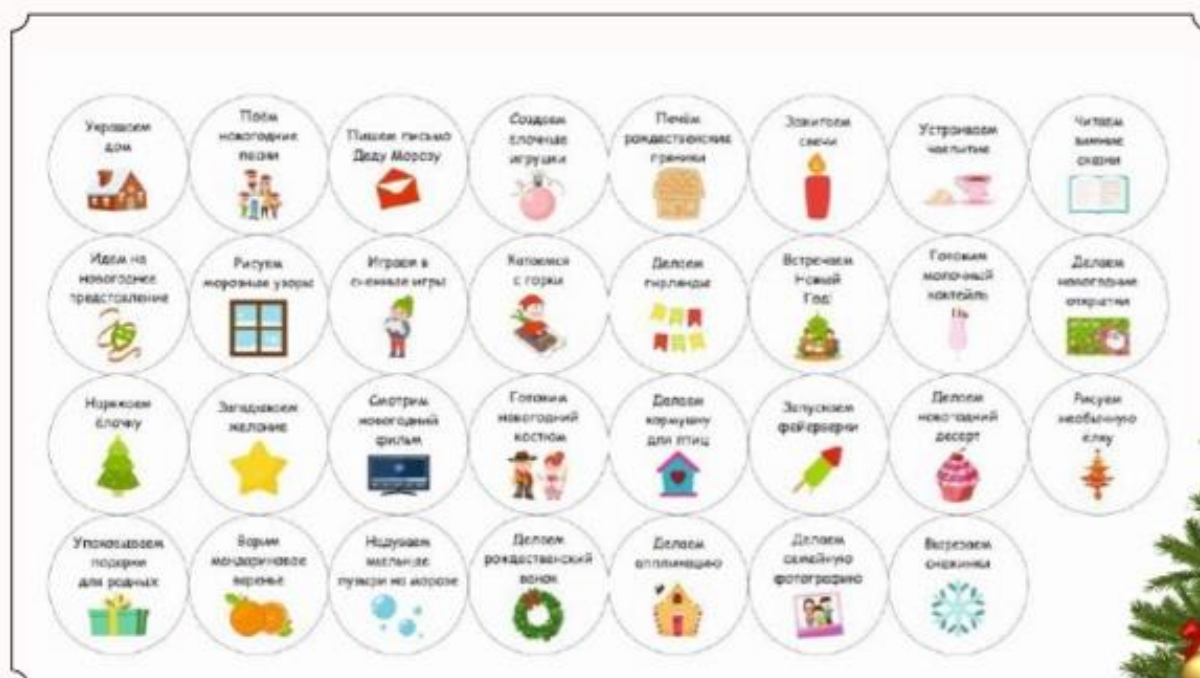 Украшаем
дом
Поём
новогодние
песни
Пишем письмо
Деду Морозу
Создаем
елочные
игрушки
Печём
рождественские
пряники
Зажигаем
свечи
Устраиваем
чаепитие
Читаем
зимние
сказки
Идем на
новогоднее
представление
Рисуем
морозные узоры
Играем в
снежные игры
Катаемся
с горки
Делаем
гирлянды
Встречаем
Новый
Год!
Готовим
молочный
коктейль
Делаем
новогодние
открытки
Наряжаем
ёлочку
Загадываем
желание
Смотрим
новогодний
фильм
Готовим
новогодний
костюм
Делаем
кормушку
для птиц
Запускаем
фейерверки
Делаем
новогодний
десерт
Рисуем
необычную
елку
Упаковываем
подарки
для родных
Варим
мандариновое
варенье
Надуваем
мыльные
пузыри на морозе
Делаем
рождественский
венок
Делаем
аппликацию
Делаем
семейную
фотографию
Вырезаем
снежинки